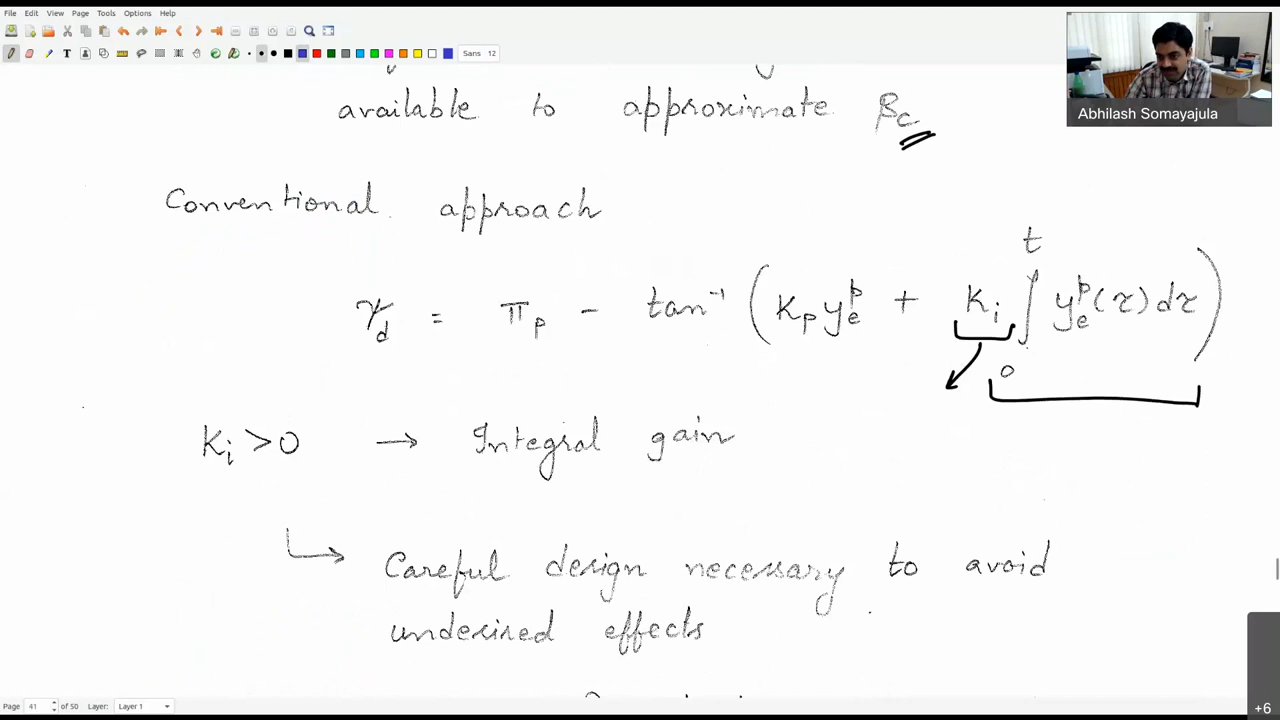 File Edit View Page Tools Options Help
T Sans 12
Abhilash Somayajula
available to approximate β_c
Conventional approach
γ_d = π_p - tan⁻¹ (K_p y_e^p + K_i ∫_0^t y_e^p(τ)dτ)
K_i > 0 → Integral gain
Careful design necessary to avoid
undesired effects
Page 41 of 50 Layer: Layer 1
+6